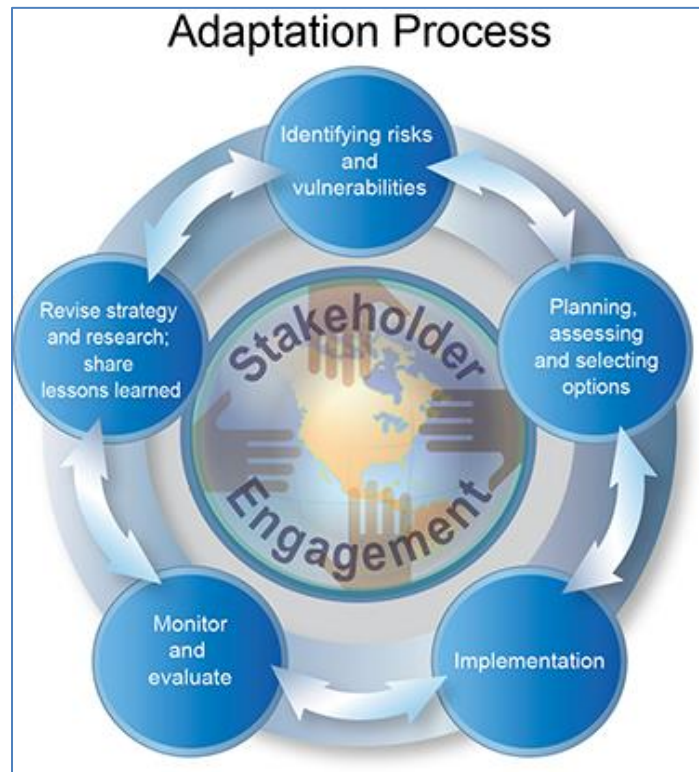 Adaptation Process
Identifying risks
and
vulnerabilities
Planning,
assessing
and selecting
options
Implementation
Monitor
and
evaluate
Revise strategy
and research;
share
lessons learned
Stakeholder
Engagement